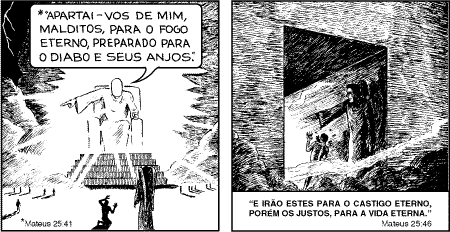 *"APARTAI-VOS DE MIM,
MALDITOS, PARA O FOGO
ETERNO, PREPARADO PARA
O DIABO E SEUS ANJOS."
*Mateus 25:41
"E IRÃO ESTES PARA O CASTIGO ETERNO,
PORÉM OS JUSTOS, PARA A VIDA ETERNA."
Mateus 25:46